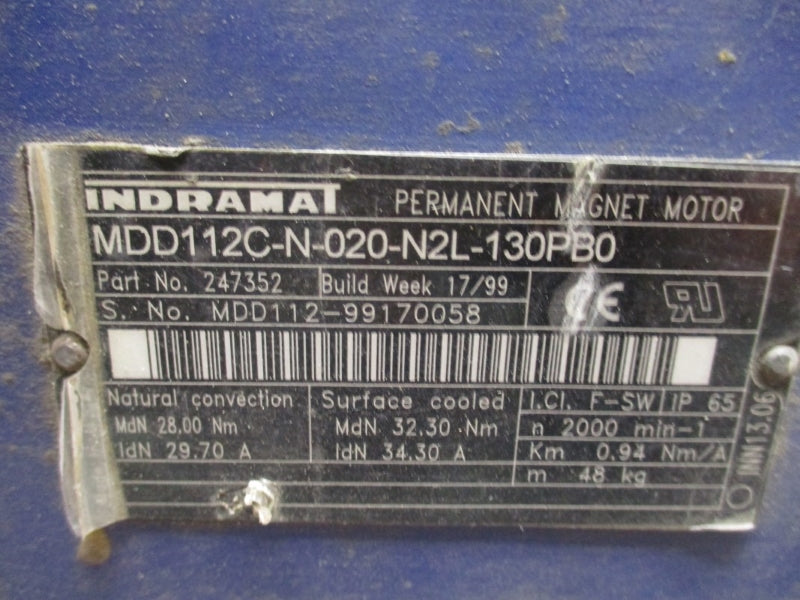 INDRAMAT PERMANENT MAGNET MOTOR
MDD112C-N-020-N2L-130PB0
Part No. 247352 Build Week 17/99
S. No. MDD112-99170058
CE RU
Natural convection Surface cooled I.Cl. F-SW IP 65
MdN 28.00 Nm MdN 32.30 Nm n 2000 min-1
IdN 29.70 A IdN 34.30 A Km 0.94 Nm/A
m 48 kg
INN13.06